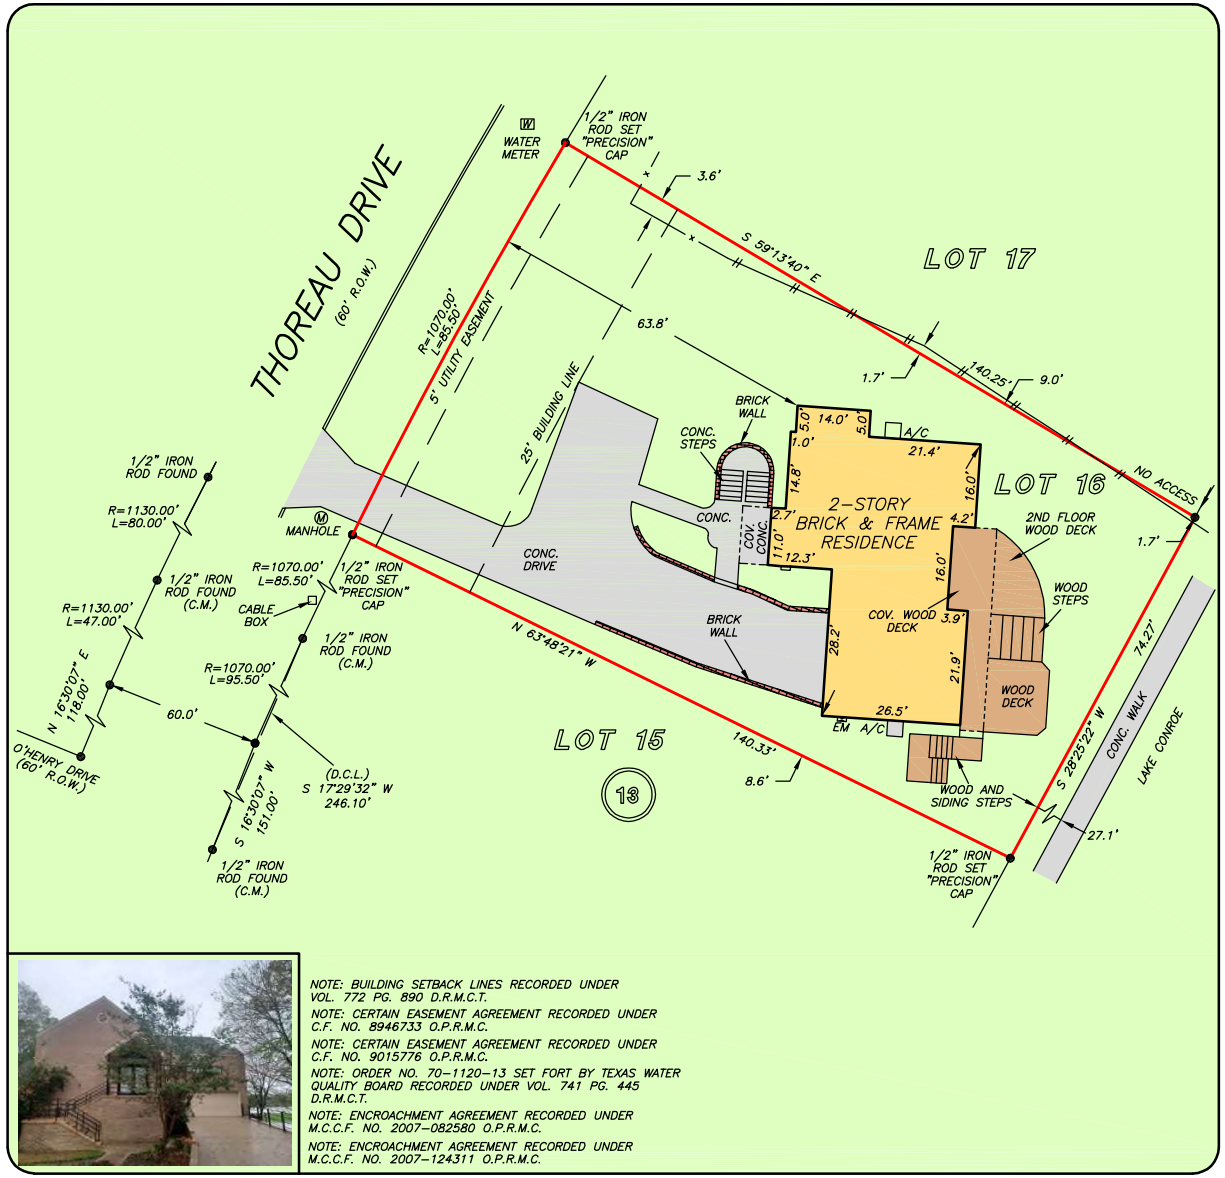 1/2" IRON
ROD SET
"PRECISION"
CAP
W
WATER
METER
THOREAU DRIVE
(60' R.O.W.)
3.6'
S 59°13'40" E
140.25'
LOT 17
R=1070.00'
L=85.50'
5' UTILITY EASEMENT
25' BUILDING LINE
63.8'
1.7'
9.0'
NO ACCESS
1.7'
BRICK
WALL
CONC.
STEPS
5.0'
14.0'
5.0'
A/C
1.0'
21.4'
14.8'
16.0'
LOT 16
2-STORY
BRICK & FRAME
RESIDENCE
2.7'
4.2'
CONC.
COV.
CONC.
11.0'
12.3'
2ND FLOOR
WOOD DECK
16.0'
WOOD
STEPS
COV. WOOD
DECK
3.9'
28.2'
21.9'
WOOD
DECK
26.5'
EM
A/C
WOOD AND
SIDING STEPS
74.27'
S 28°25'22" W
CONC. WALK
LAKE CONROE
27.1'
1/2" IRON
ROD SET
"PRECISION"
CAP
CONC.
DRIVE
BRICK
WALL
N 63°48'21" W
140.33'
8.6'
LOT 15
13
M
MANHOLE
1/2" IRON
ROD SET
"PRECISION"
CAP
R=1070.00'
L=85.50'
CABLE
BOX
1/2" IRON
ROD FOUND
(C.M.)
R=1070.00'
L=95.50'
1/2" IRON
ROD FOUND
R=1130.00'
L=80.00'
1/2" IRON
ROD FOUND
(C.M.)
R=1130.00'
L=47.00'
N 16°30'07" E
118.00'
60.0'
O'HENRY DRIVE
(60' R.O.W.)
(D.C.L.)
S 17°29'32" W
246.10'
S 16°30'07" W
151.00'
1/2" IRON
ROD FOUND
(C.M.)
NOTE: BUILDING SETBACK LINES RECORDED UNDER
VOL. 772 PG. 890 D.R.M.C.T.
NOTE: CERTAIN EASEMENT AGREEMENT RECORDED UNDER
C.F. NO. 8946733 O.P.R.M.C.
NOTE: CERTAIN EASEMENT AGREEMENT RECORDED UNDER
C.F. NO. 9015776 O.P.R.M.C.
NOTE: ORDER NO. 70-1120-13 SET FORT BY TEXAS WATER
QUALITY BOARD RECORDED UNDER VOL. 741 PG. 445
D.R.M.C.T.
NOTE: ENCROACHMENT AGREEMENT RECORDED UNDER
M.C.C.F. NO. 2007-082580 O.P.R.M.C.
NOTE: ENCROACHMENT AGREEMENT RECORDED UNDER
M.C.C.F. NO. 2007-124311 O.P.R.M.C.